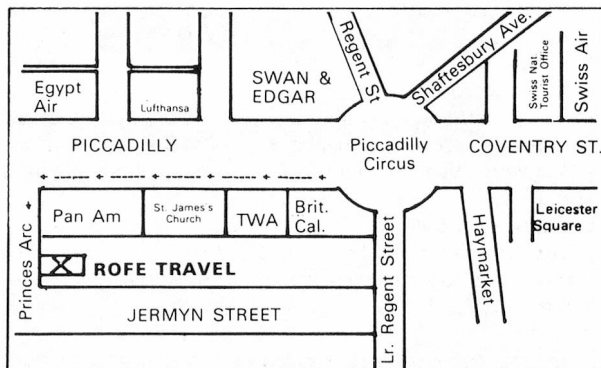 Regent St
Shaftesbury Ave.
Egypt
Air
Lufthansa
SWAN &
EDGAR
Swiss Nat
Tourist Office
Swiss Air
PICCADILLY
Piccadilly
Circus
COVENTRY ST.
Pan Am
St. James's
Church
TWA
Brit.
Cal.
Leicester
Square
Princes Arc
ROFE TRAVEL
Lr. Regent Street
Haymarket
JERMYN STREET